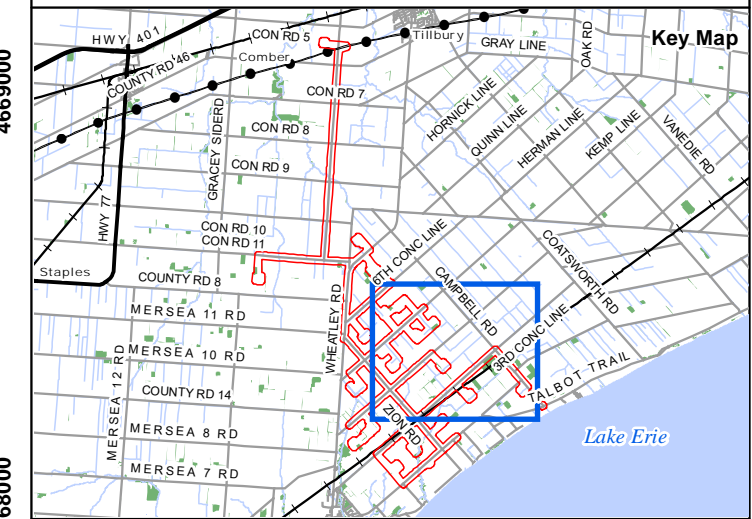 Key Map
HWY 401
CON RD 5
Tillbury
GRAY LINE
OAK RD
COUNTY RD 46
Comber
CON RD 7
HORNICK LINE
QUINN LINE
HERMAN LINE
KEMP LINE
VANEDIE RD
GRACEY SIDERD
CON RD 8
CON RD 9
HWY 77
CON RD 10
CON RD 11
Staples
COUNTY RD 8
6TH CONC LINE
CAMPBELL RD
COATSWORTH RD
MERSEA 11 RD
WHEATLEY RD
3RD CONC LINE
MERSEA 10 RD
MERSEA 12 RD
TALBOT TRAIL
COUNTY RD 14
ZION RD
MERSEA 8 RD
Lake Erie
MERSEA 7 RD
4669000
68000